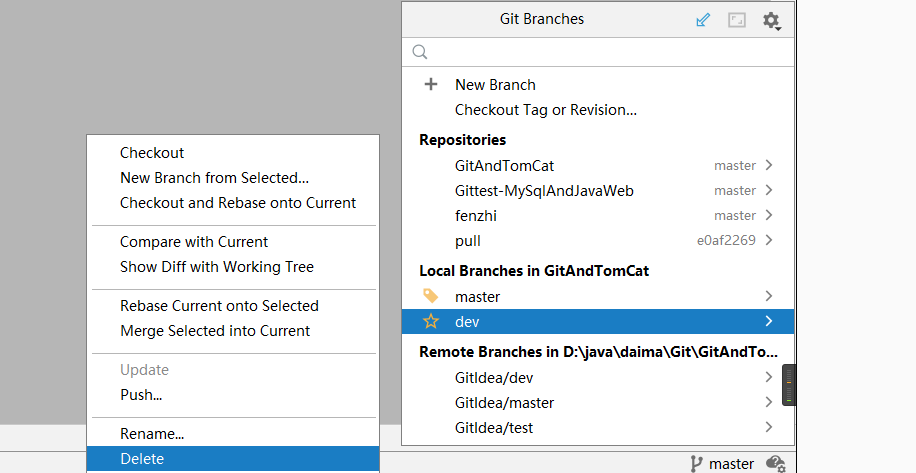 Git Branches
New Branch
Checkout Tag or Revision...
Repositories
GitAndTomCat master
Gittest-MySqlAndJavaWeb master
fenzhi master
pull e0af2269
Local Branches in GitAndTomCat
master
dev
Remote Branches in D:\java\daima\Git\GitAndTo...
GitIdea/dev
GitIdea/master
GitIdea/test
Checkout
New Branch from Selected...
Checkout and Rebase onto Current
Compare with Current
Show Diff with Working Tree
Rebase Current onto Selected
Merge Selected into Current
Update
Push...
Rename...
Delete
master